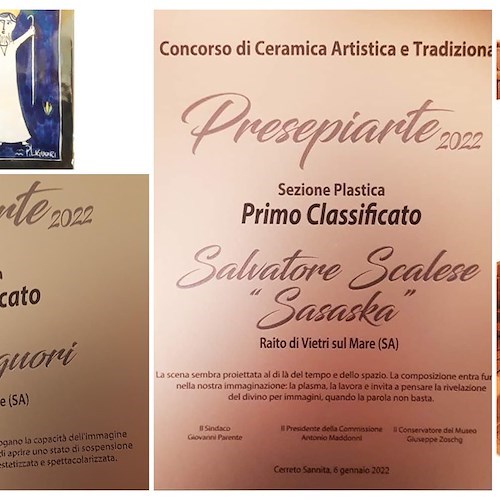 P. LIGUORI
rte 2022
cato
guori
e (SA)
ogano la capacità dell'immagine
di aprire uno stato di sospensione
estetizzata e spettacolarizzata.
Concorso di Ceramica Artistica e Tradiziona
Presepiarte 2022
Sezione Plastica
Primo Classificato
Salvatore Scalese
"Sasaska"
Raito di Vietri sul Mare (SA)
La scena sembra proiettata al di là del tempo e dello spazio. La composizione entra fur
nella nostra immaginazione: la plasma, la lavora e invita a pensare la rivelazione
del divino per immagini, quando la parola non basta.
Il Sindaco Il Presidente della Commissione Il Conservatore del Museo
Giovanni Parente Antonio Maddonni Giuseppe Zoschg
Cerreto Sannita, 6 gennaio 2022